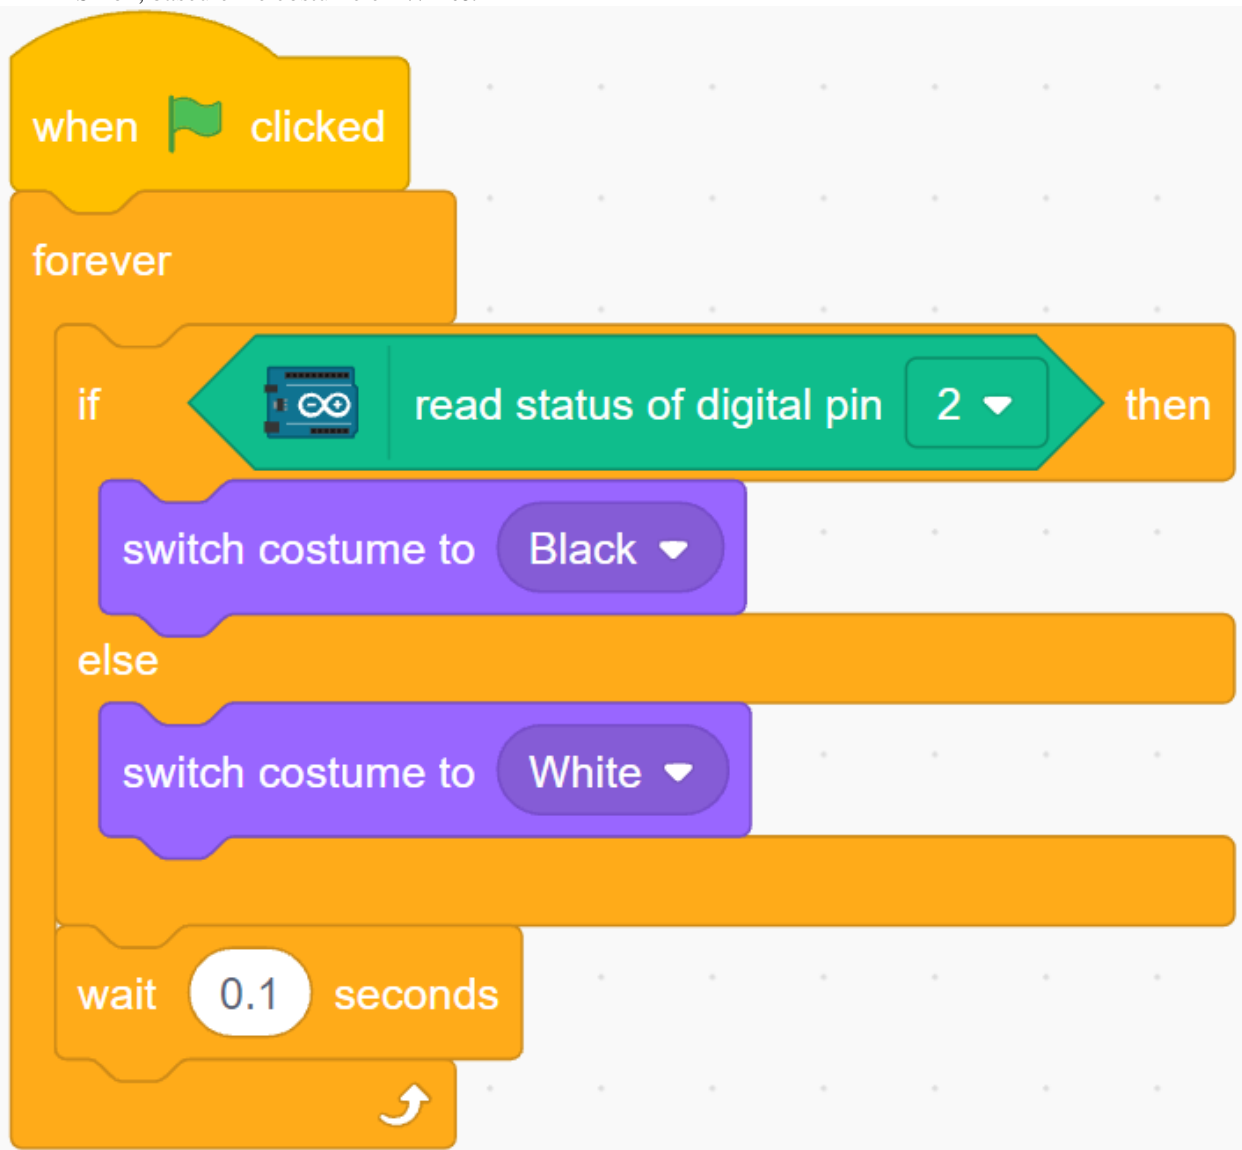 when clicked
forever
if read status of digital pin 2 then
switch costume to Black
else
switch costume to White
wait 0.1 seconds